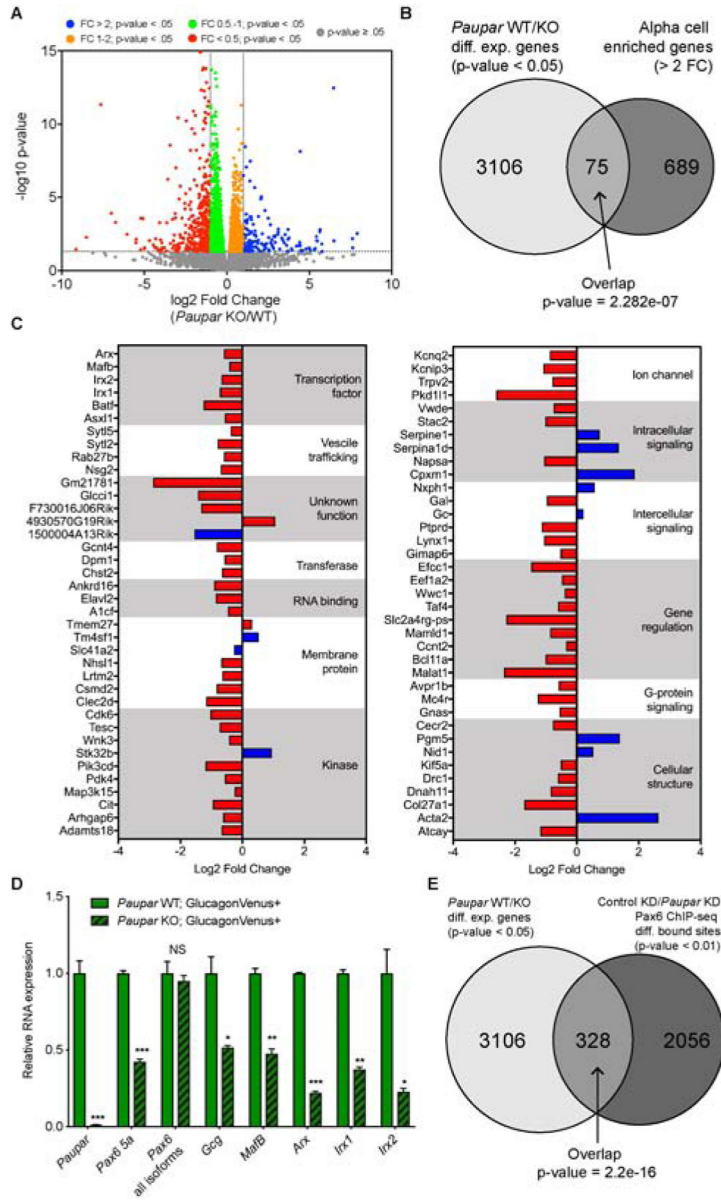 A
FC > 2; p-value < .05
FC 0.5 -1; p-value < .05
p-value ≥ .05
FC 1-2; p-value < .05
FC < 0.5; p-value < .05
15
10
5
0
-10
-5
0
5
10
-log10 p-value
log2 Fold Change
(Paupar KO/WT)
B
Paupar WT/KO
diff. exp. genes
(p-value < 0.05)
Alpha cell
enriched genes
(> 2 FC)
3106
75
689
Overlap
p-value = 2.282e-07
C
Arx
Mafb
Irx2
Irx1
Batf
Asxl1
Transcription
factor
Sytl5
Sytl2
Rab27b
Nsg2
Vescile
trafficking
Gm21781
Glcci1
F730016J06Rik
4930570G19Rik
1500004A13Rik
Unknown
function
Gcnt4
Dpm1
Chst2
Transferase
Ankrd16
Elavl2
A1cf
RNA binding
Tmem27
Tm4sf1
Slc41a2
Nhsl1
Lrtm2
Csmd2
Clec2d
Membrane
protein
Cdk6
Tesc
Wnk3
Stk32b
Pik3cd
Pdk4
Map3k15
Cit
Arhgap6
Adamts18
Kinase
-4
-2
0
2
4
Log2 Fold Change
Kcnq2
Kcnip3
Trpv2
Pkd1l1
Ion channel
Vwde
Stac2
Serpine1
Serpina1d
Napsa
Cpxm1
Intracellular
signaling
Nxph1
Gal
Gc
Ptprd
Lynx1
Gimap6
Intercellular
signaling
Efcc1
Eef1a2
Wwc1
Taf4
Slc2a4rg-ps
Mamld1
Ccnt2
Bcl11a
Malat1
Gene
regulation
Avpr1b
Mc4r
Gnas
G-protein
signaling
Cecr2
Pgm5
Nid1
Kif5a
Drc1
Dnah11
Col27a1
Acta2
Atcay
Cellular
structure
-4
-2
0
2
4
Log2 Fold Change
D
Paupar WT; GlucagonVenus+
Paupar KO; GlucagonVenus+
1.5
1.0
0.5
0.0
Relative RNA expression
***
***
NS
*
**
***
**
*
Paupar
Pax6 5a
Pax6
all isoforms
Gcg
MafB
Arx
Irx1
Irx2
E
Paupar WT/KO
diff. exp. genes
(p-value < 0.05)
Control KD/Paupar KD
Pax6 ChIP-seq
diff. bound sites
(p-value < 0.01)
3106
328
2056
Overlap
p-value = 2.2e-16